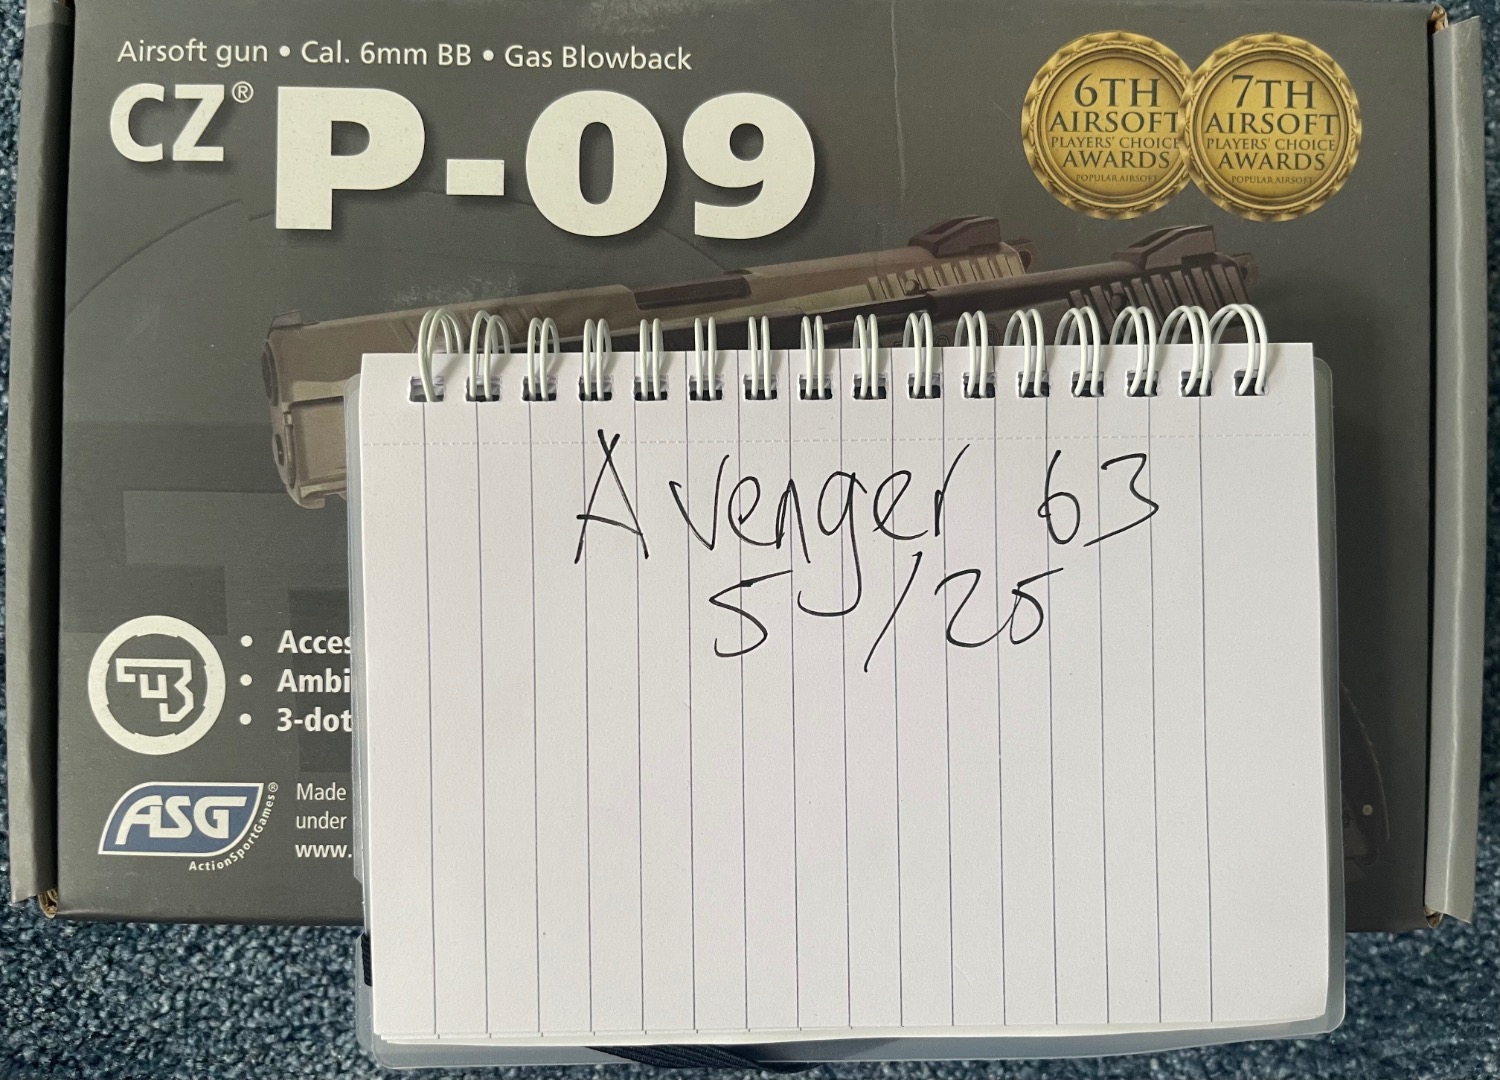 Airsoft gun • Cal. 6mm BB • Gas Blowback
CZ® P-09
6TH
AIRSOFT
PLAYERS' CHOICE
AWARDS
POPULAR AIRSOFT
7TH
AIRSOFT
PLAYERS' CHOICE
AWARDS
POPULAR AIRSOFT
Avenger 63
5/25
• Acces
• Ambi
• 3-dot
ASG®
ActionSportGames
Made
under
www.